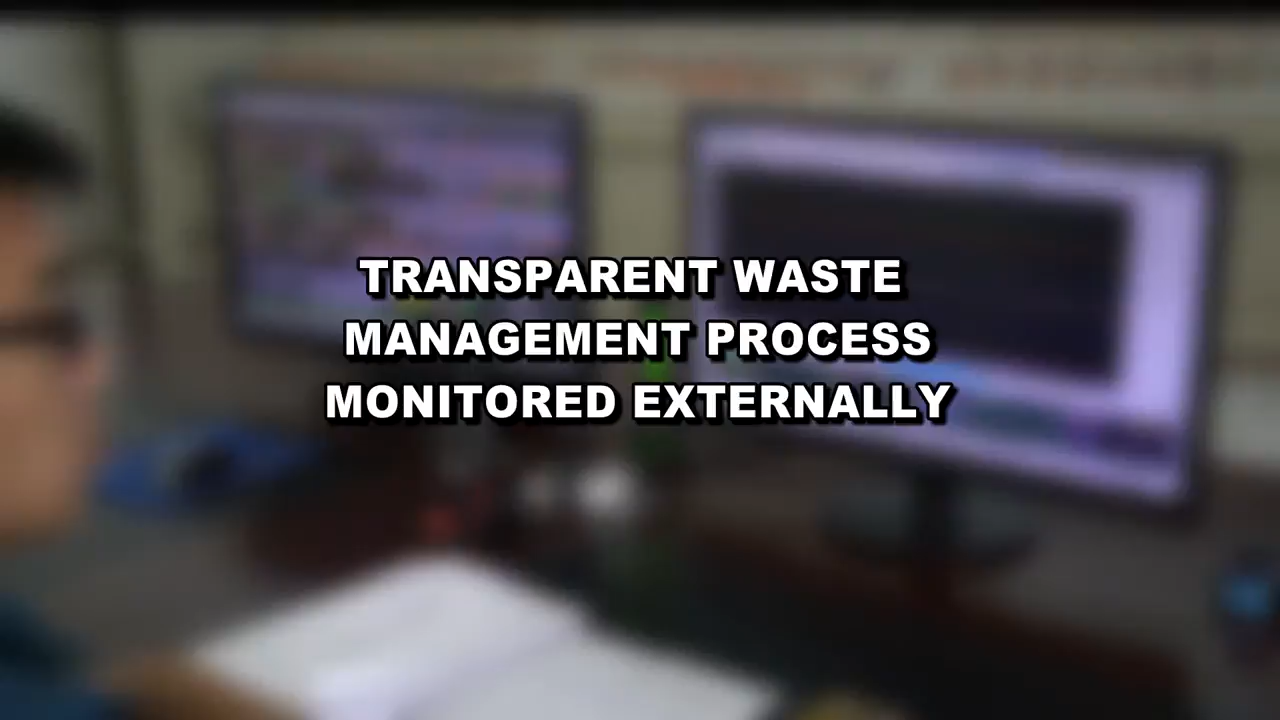 TRANSPARENT WASTE
MANAGEMENT PROCESS
MONITORED EXTERNALLY